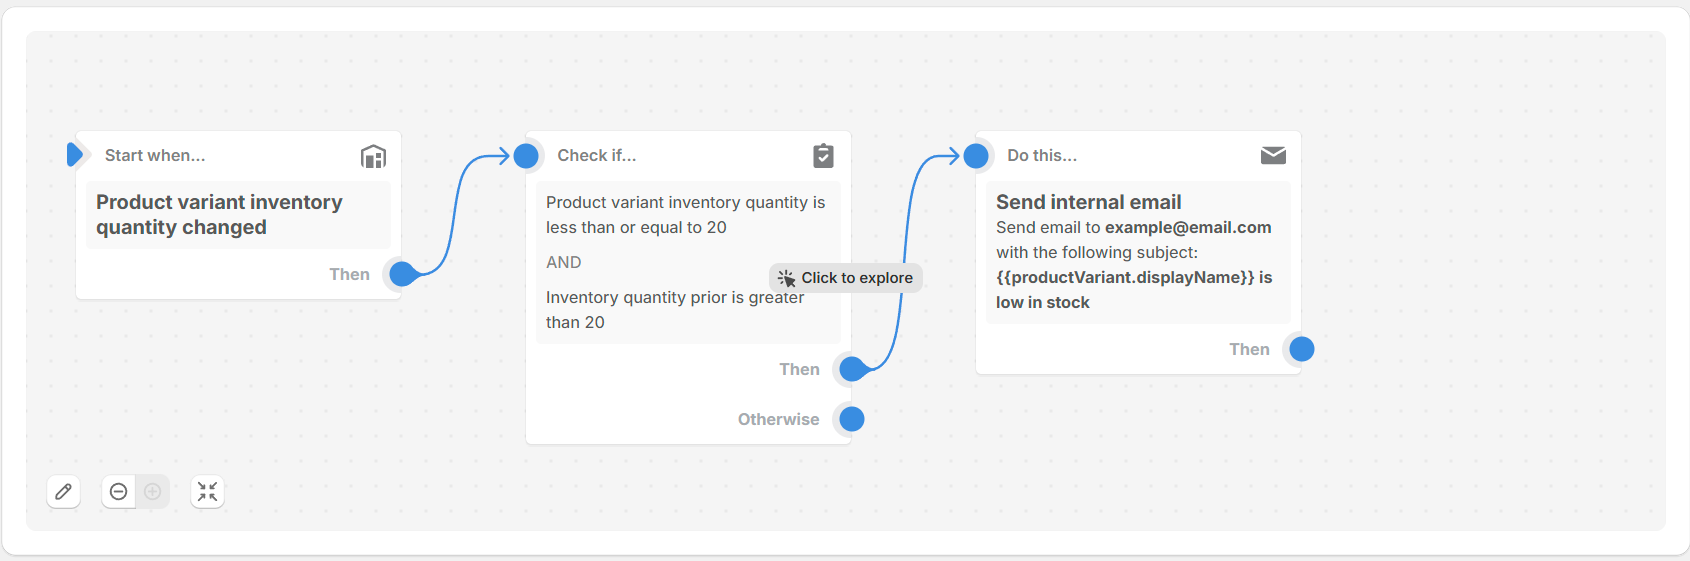 Start when...
Product variant inventory
quantity changed
Then
Check if...
Product variant inventory quantity is
less than or equal to 20
AND
Inventory quantity prior is greater
than 20
Then
Otherwise
Click to explore
Do this...
Send internal email
Send email to example@email.com
with the following subject:
{{productVariant.displayName}} is
low in stock
Then